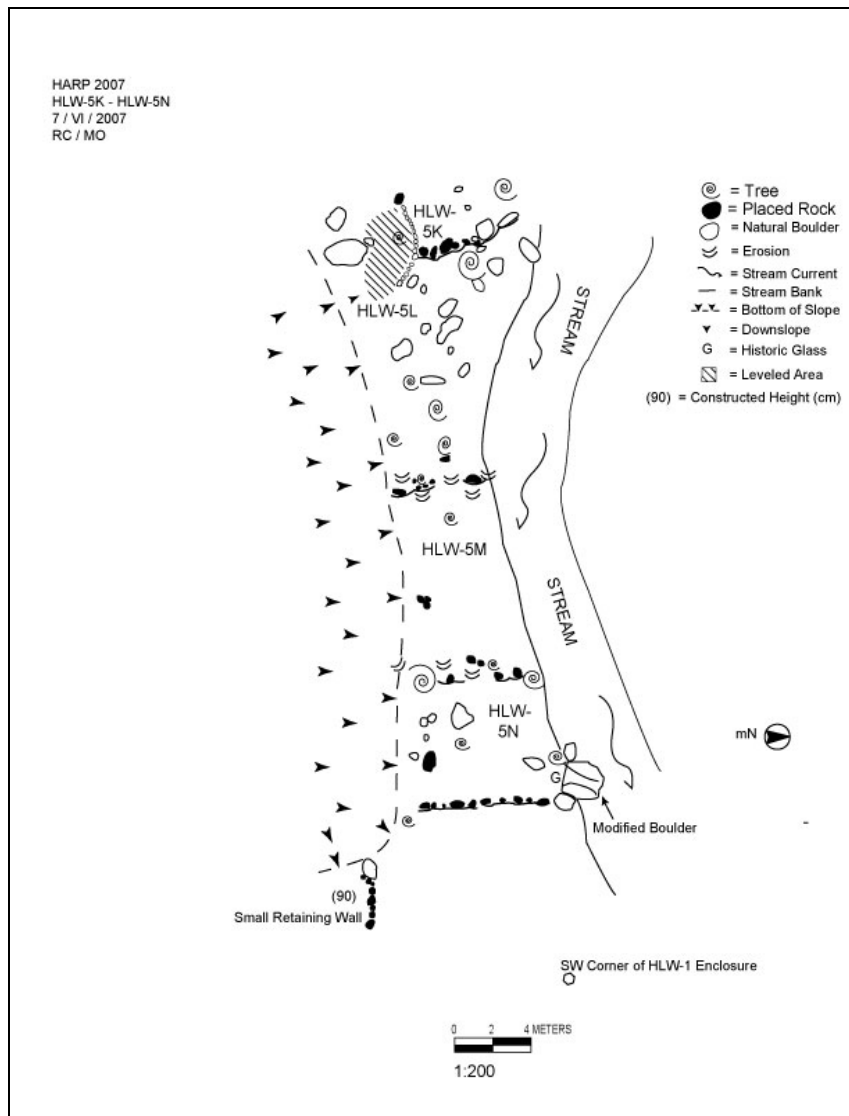 HARP 2007
HLW-5K - HLW-5N
7 / VI / 2007
RC / MO
HLW-
5K
HLW-5L
STREAM
HLW-5M
STREAM
HLW-
5N
G
Modified Boulder
(90)
Small Retaining Wall
SW Corner of HLW-1 Enclosure
= Tree
= Placed Rock
= Natural Boulder
= Erosion
= Stream Current
= Stream Bank
= Bottom of Slope
= Downslope
G = Historic Glass
= Leveled Area
(90) = Constructed Height (cm)
mN
0 2 4 METERS
1:200